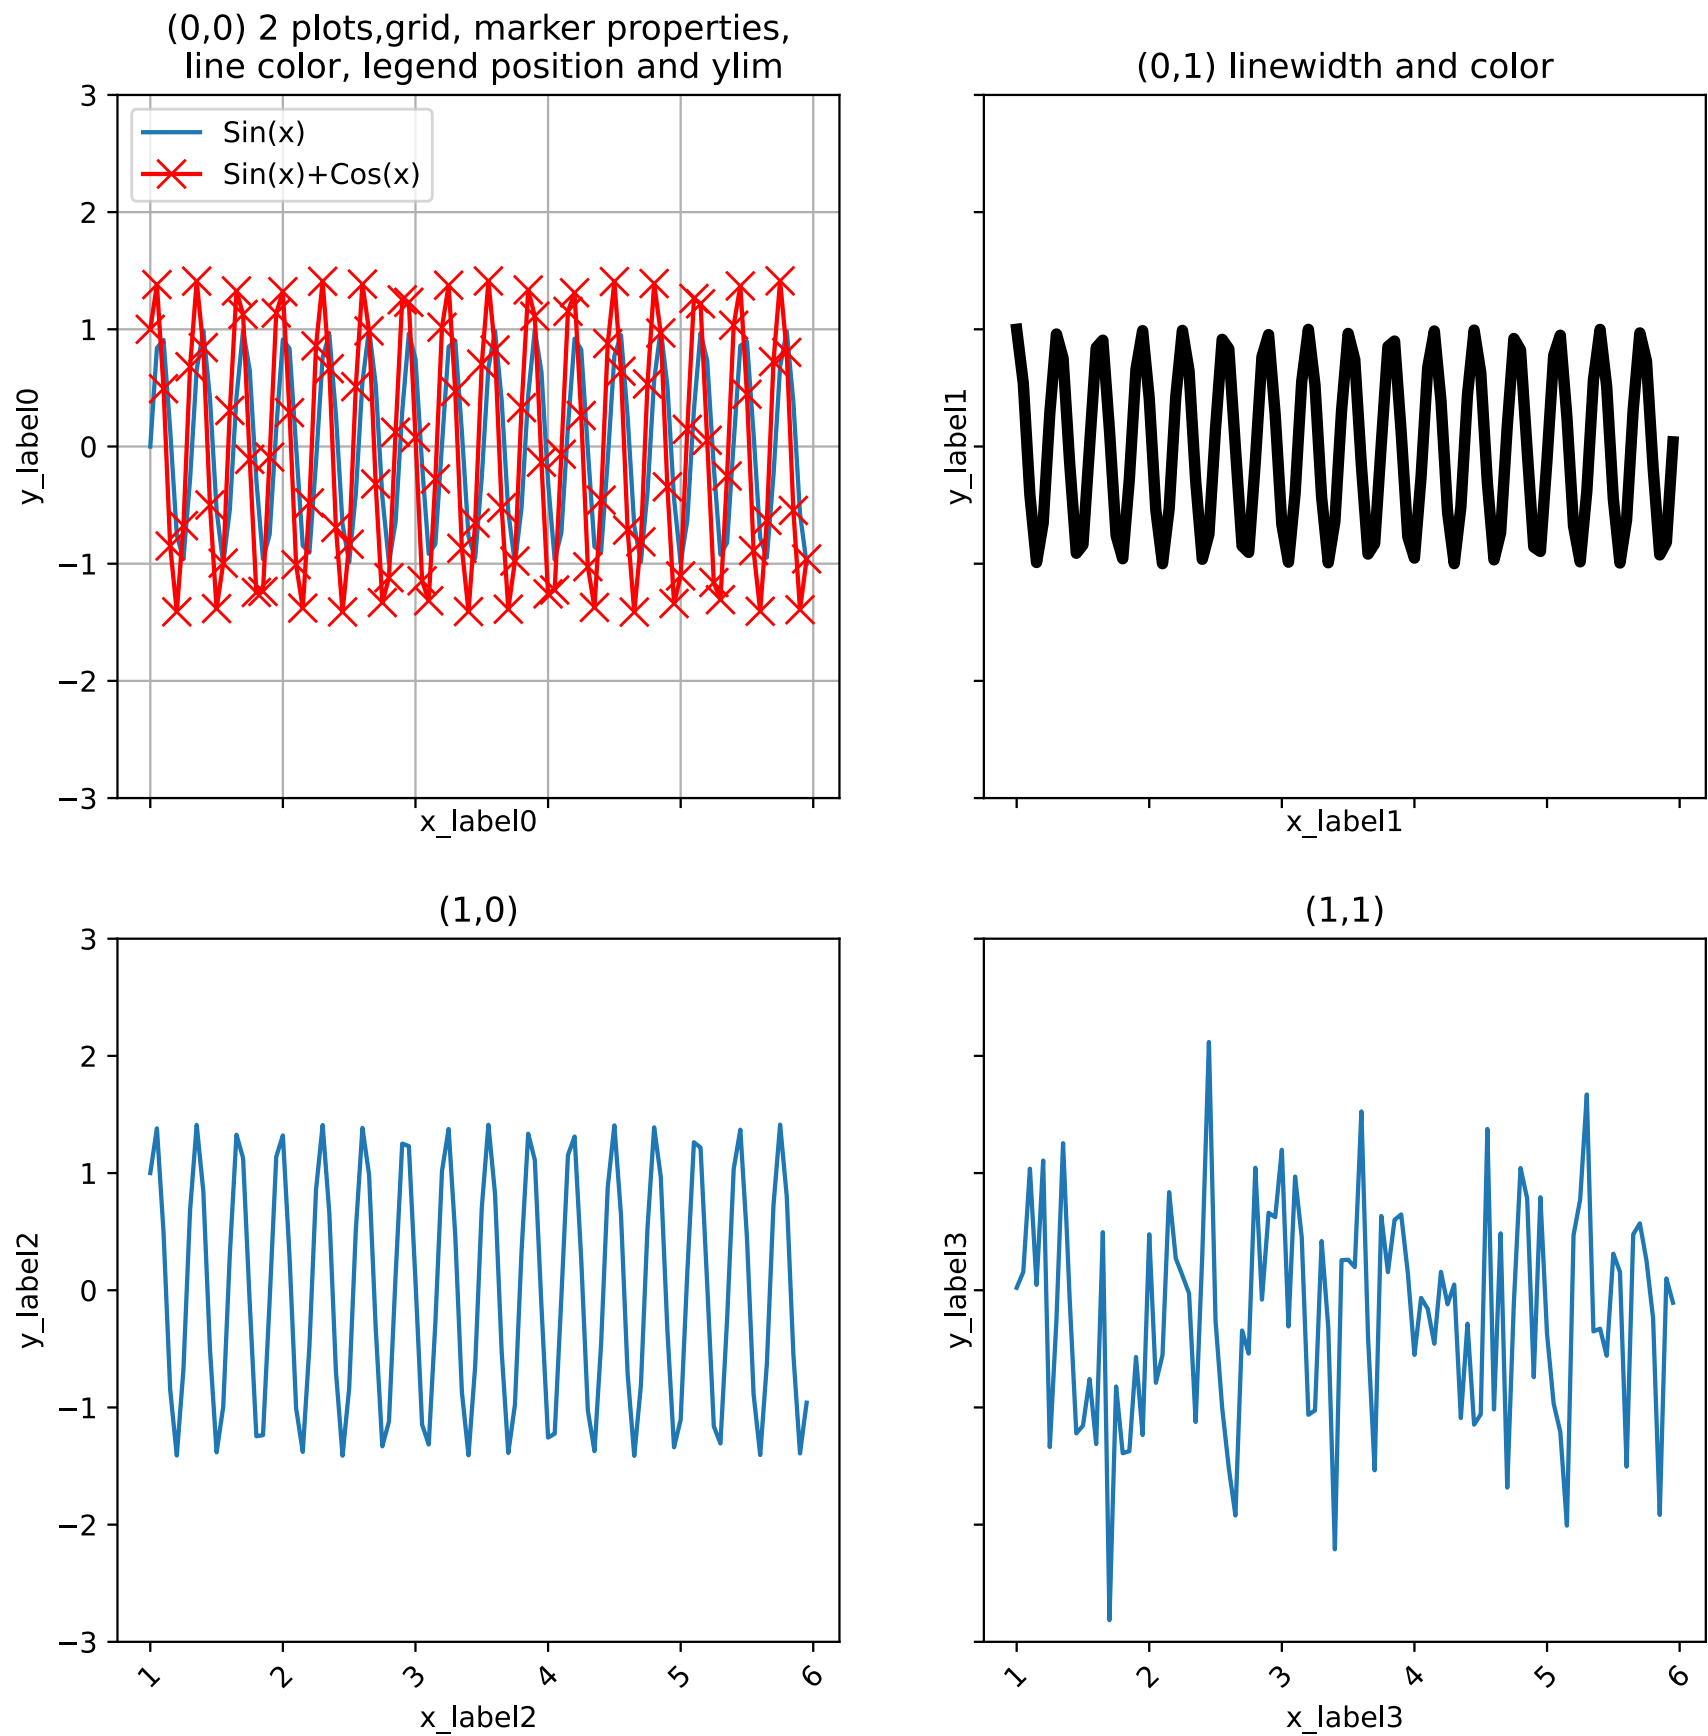 (0,0) 2 plots,grid, marker properties,
line color, legend position and ylim
3
2
1
0
−1
−2
−3
y_label0
Sin(x)
Sin(x)+Cos(x)
x_label0
(0,1) linewidth and color
y_label1
x_label1
(1,0)
3
2
1
0
−1
−2
−3
y_label2
1 2 3 4 5 6
x_label2
(1,1)
y_label3
1 2 3 4 5 6
x_label3